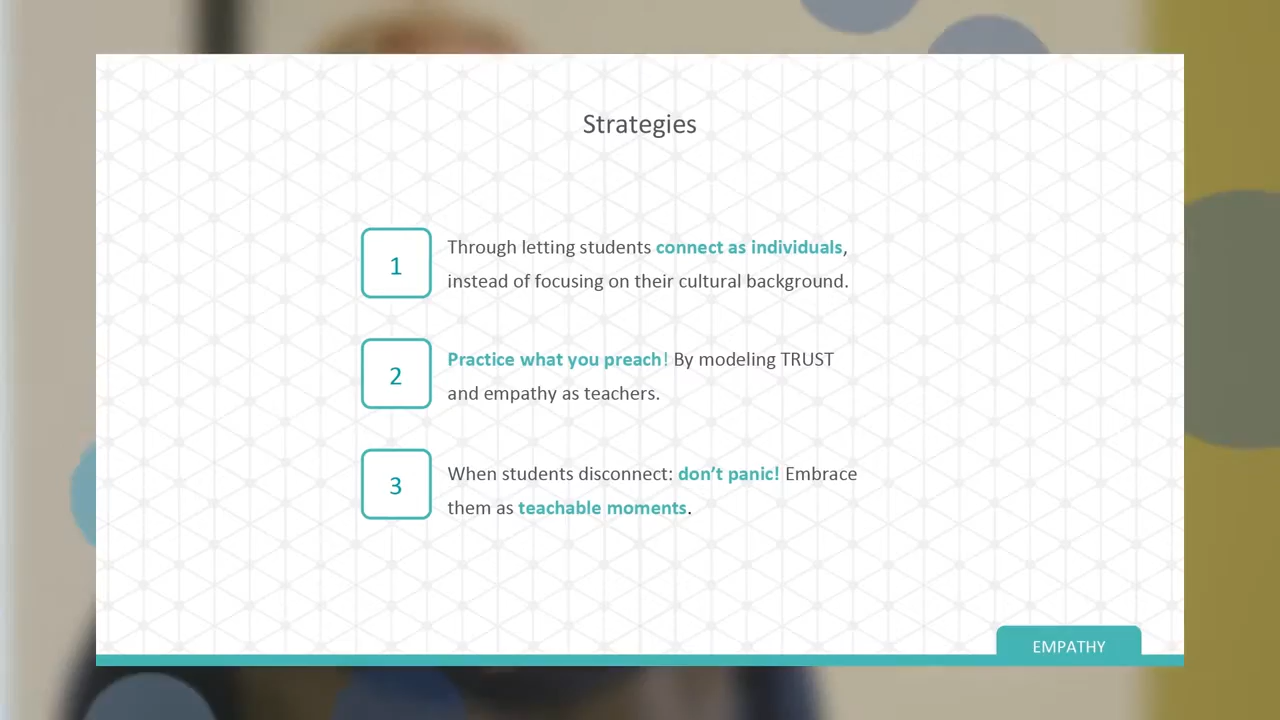 Strategies
1
Through letting students connect as individuals,
instead of focusing on their cultural background.
2
Practice what you preach! By modeling TRUST
and empathy as teachers.
3
When students disconnect: don’t panic! Embrace
them as teachable moments.
EMPATHY